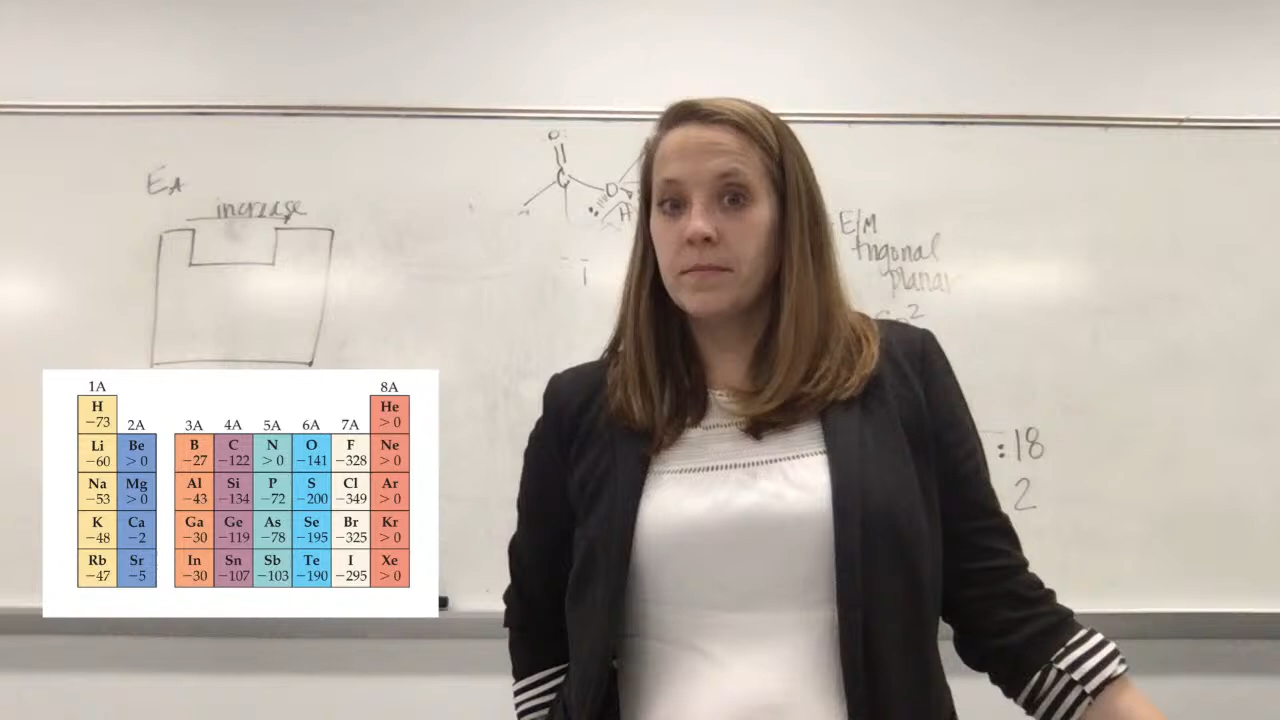 EA
increase
O:
C
O
A
E/M
trigonal
planar
Sp2
:18
2
1A 8A
H He
−73 > 0
2A 3A 4A 5A 6A 7A
Li Be B C N O F Ne
−60 > 0 −27 −122 > 0 −141 −328 > 0
Na Mg Al Si P S Cl Ar
−53 > 0 −43 −134 −72 −200 −349 > 0
K Ca Ga Ge As Se Br Kr
−48 −2 −30 −119 −78 −195 −325 > 0
Rb Sr In Sn Sb Te I Xe
−47 −5 −30 −107 −103 −190 −295 > 0